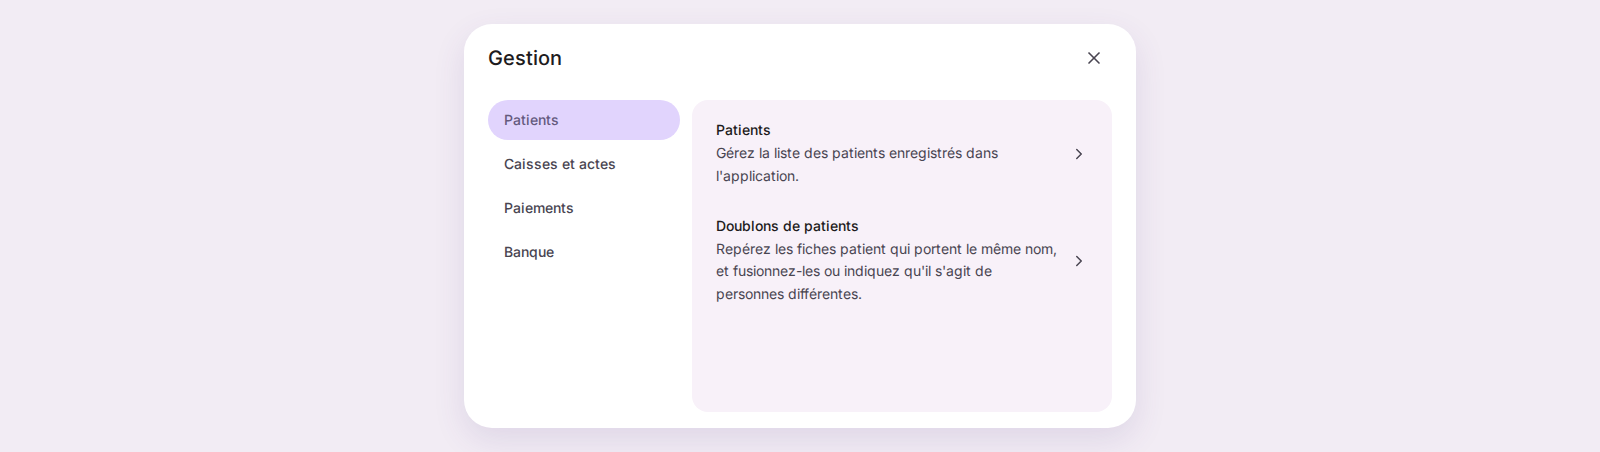 Gestion
Patients
Caisses et actes
Paiements
Banque
Patients
Gérez la liste des patients enregistrés dans
l'application.
Doublons de patients
Repérez les fiches patient qui portent le même nom,
et fusionnez-les ou indiquez qu'il s'agit de
personnes différentes.